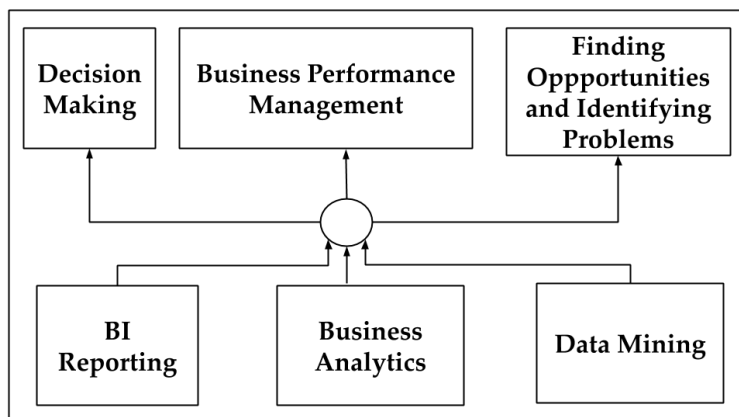 Decision
Making
Business Performance
Management
Finding
Oppportunities
and Identifying
Problems
BI
Reporting
Business
Analytics
Data Mining